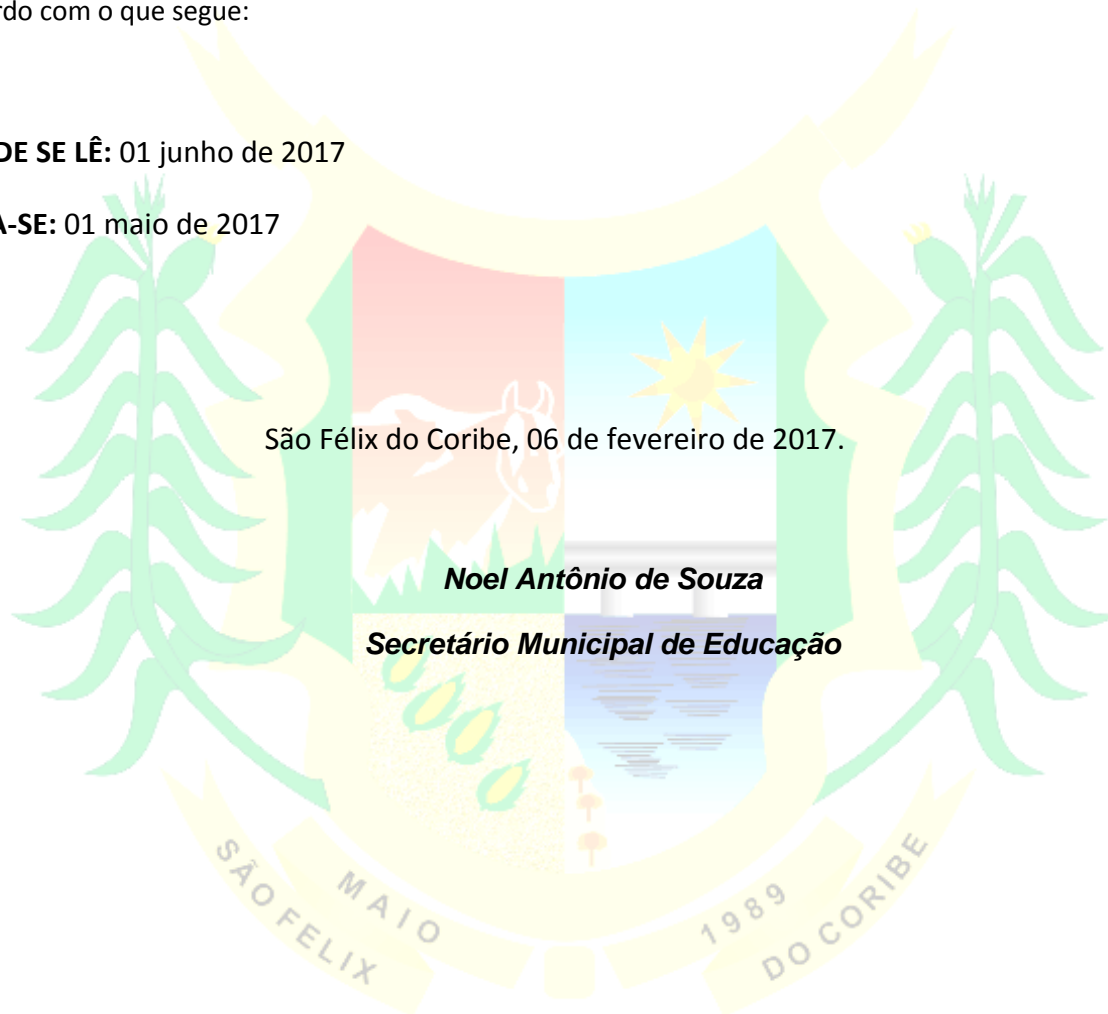 rdo com o que segue:
DE SE LÊ: 01 junho de 2017
A-SE: 01 maio de 2017
São Félix do Coribe, 06 de fevereiro de 2017.
Noel Antônio de Souza
Secretário Municipal de Educação
SÃO FELIX MAIO 1989 DO CORIBE